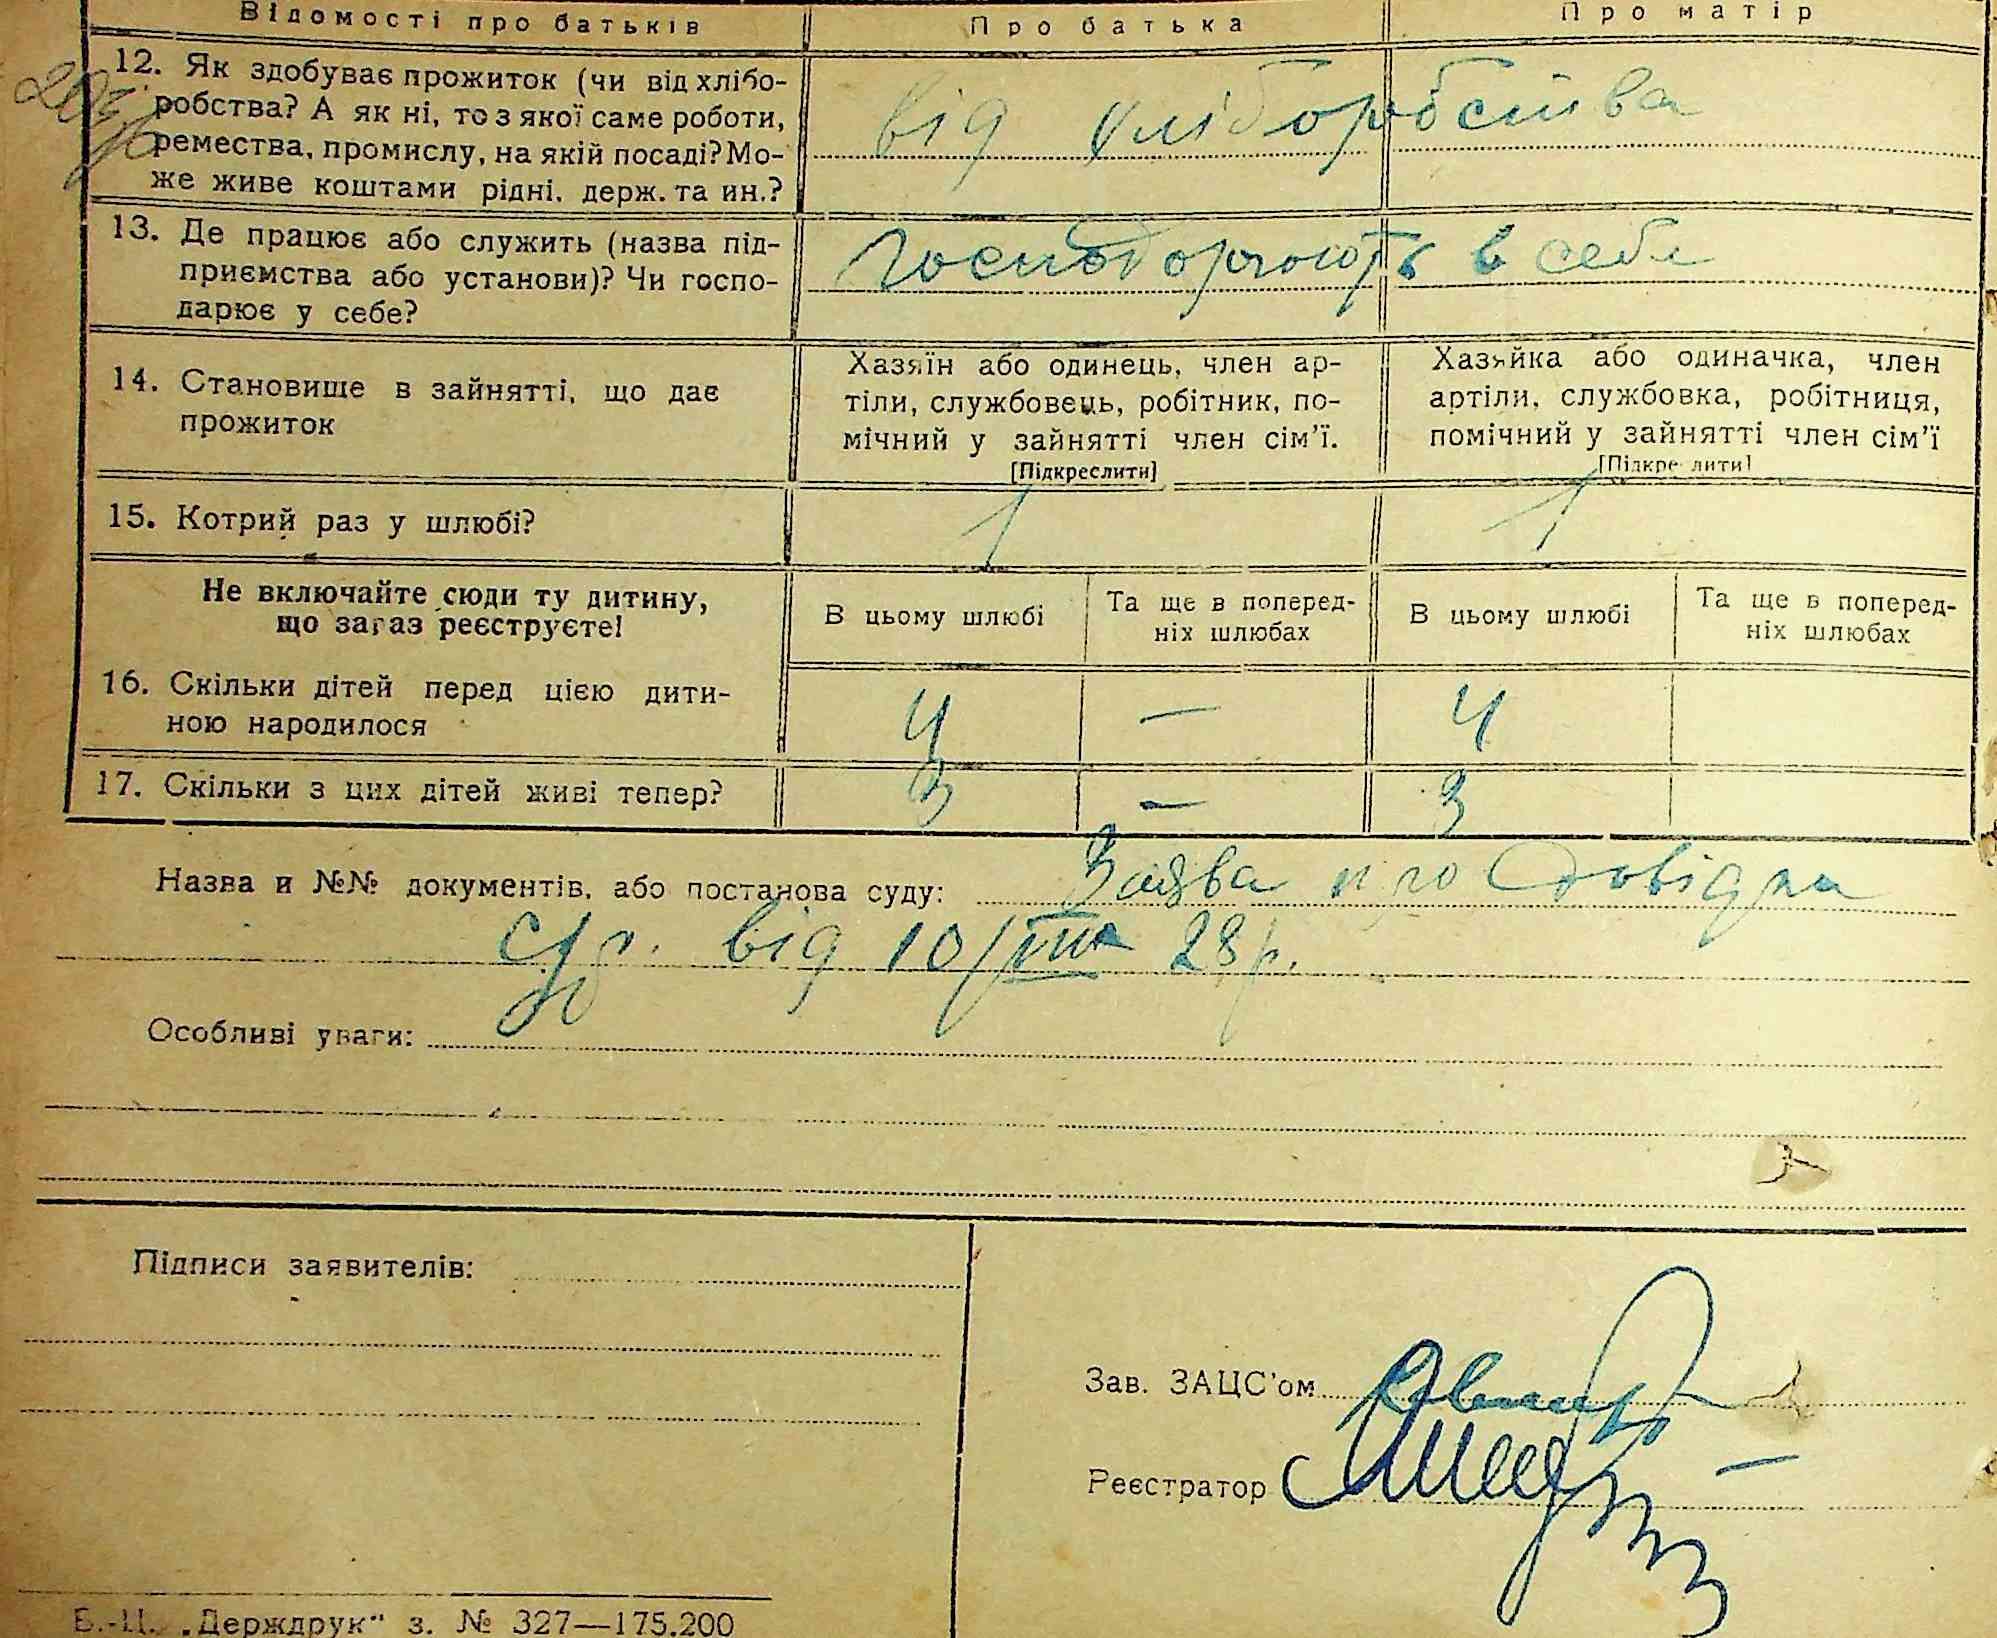 Відомості про батьків
Про батька
Про матір
12. Як здобуває прожиток (чи від хлібо-
робства? А як ні, то з якої саме роботи,
ремества, промислу, на якій посаді? Мо-
же живе коштами рідні, держ. та ин.?
від хліборобства
13. Де працює або служить (назва під-
приємства або установи)? Чи госпо-
дарює у себе?
Господарюють в себе
14. Становище в зайнятті, що дає
прожиток
Хазяїн або одинець, член ар-
тіли, службовець, робітник, по-
мічний у зайнятті член сім'ї.
[Підкреслити]
Хазяйка або одиначка, член
артіли, службовка, робітниця,
помічний у зайнятті член сім'ї
[Підкреслити]
15. Котрий раз у шлюбі?
1
1
Не включайте сюди ту дитину,
що зараз реєструєте!
В цьому шлюбі
Та ще в поперед-
ніх шлюбах
В цьому шлюбі
Та ще в поперед-
ніх шлюбах
16. Скільки дітей перед цією дити-
ною народилося
4
—
4
17. Скільки з цих дітей живі тепер?
3
—
3
Назва и №№ документів, або постанова суду: Заява про довідка
від 10/VIII 28 р.
Особливі уваги:
Підписи заявителів:
Зав. ЗАЦС'ом
Реєстратор
Б.-Ц. „Держдрук" з. № 327—175.200